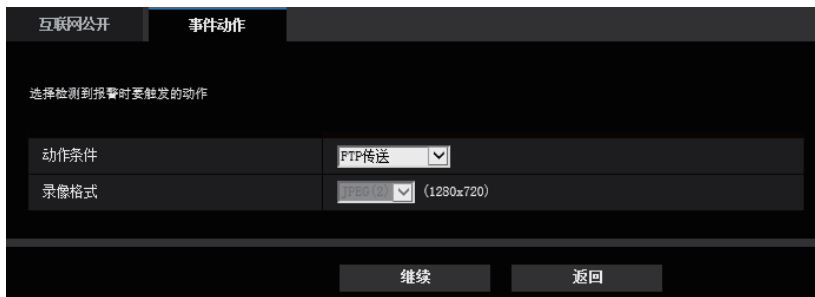 互联网公开 事件动作
选择检测到报警时要触发的动作
动作条件 FTP传送
录像格式 JPEG(2) (1280x720)
继续 返回